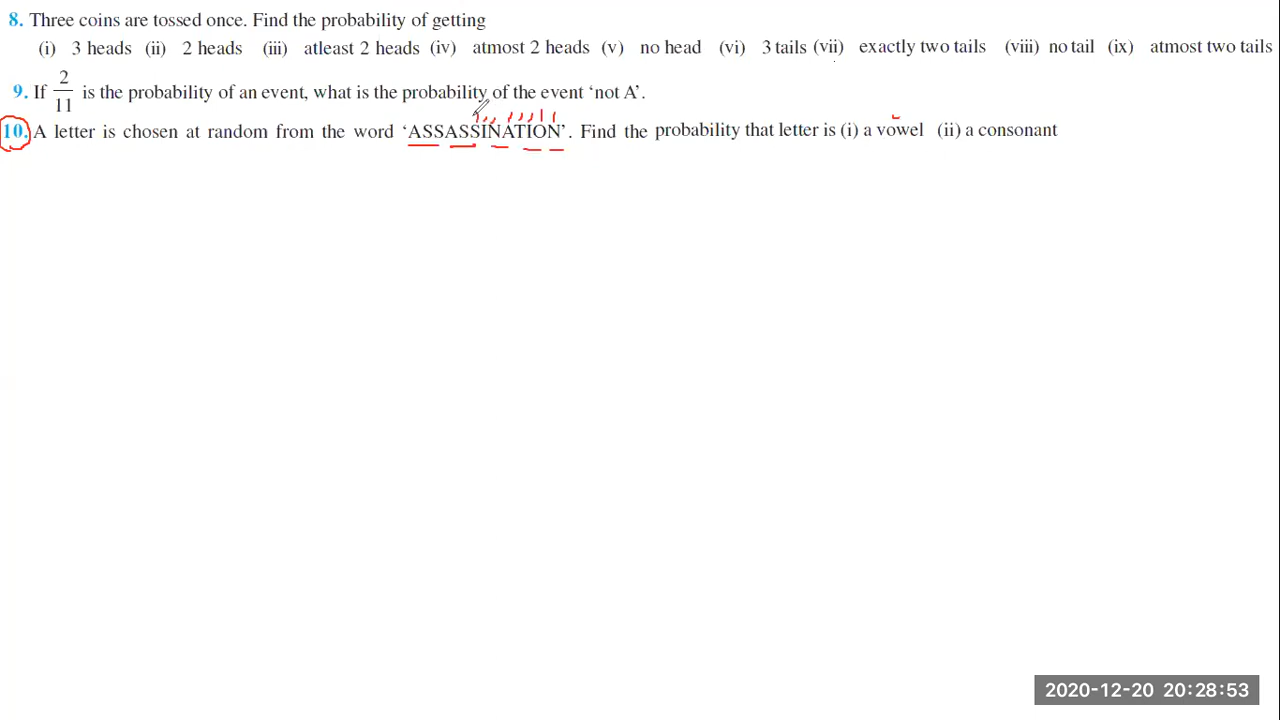 8. Three coins are tossed once. Find the probability of getting
(i) 3 heads (ii) 2 heads (iii) atleast 2 heads (iv) atmost 2 heads (v) no head (vi) 3 tails (vii) exactly two tails (viii) no tail (ix) atmost two tails
9. If 2/11 is the probability of an event, what is the probability of the event ‘not A’.
10. A letter is chosen at random from the word ‘ASSASSINATION’. Find the probability that letter is (i) a vowel (ii) a consonant
2020-12-20 20:28:53